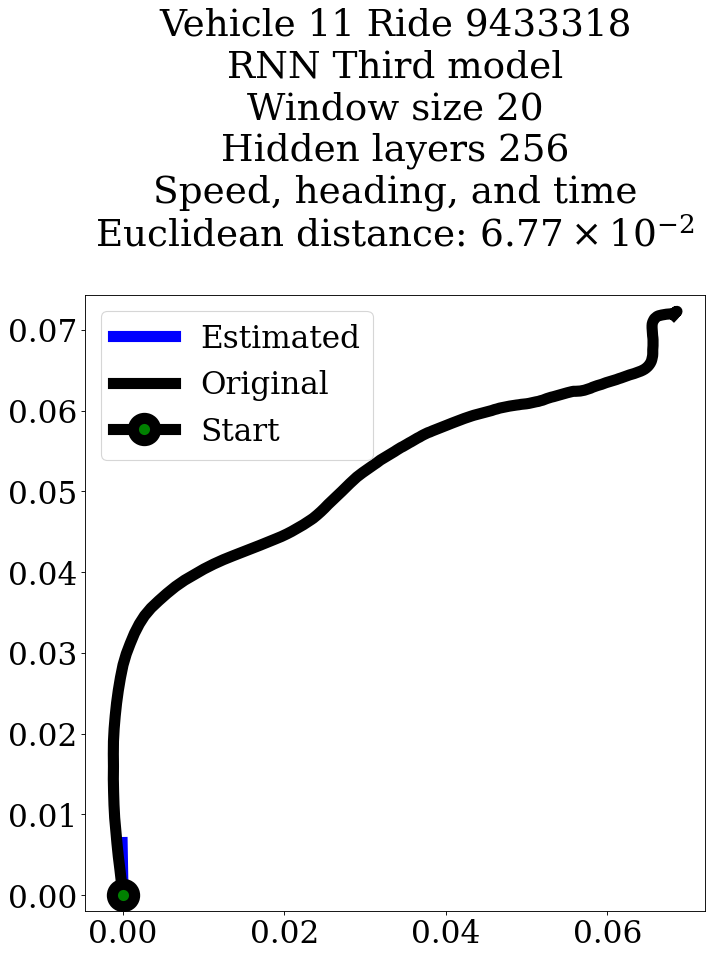 Vehicle 11 Ride 9433318
RNN Third model
Window size 20
Hidden layers 256
Speed, heading, and time
Euclidean distance: 6.77 × 10⁻²
Estimated
Original
Start
0.07
0.06
0.05
0.04
0.03
0.02
0.01
0.00
0.00 0.02 0.04 0.06